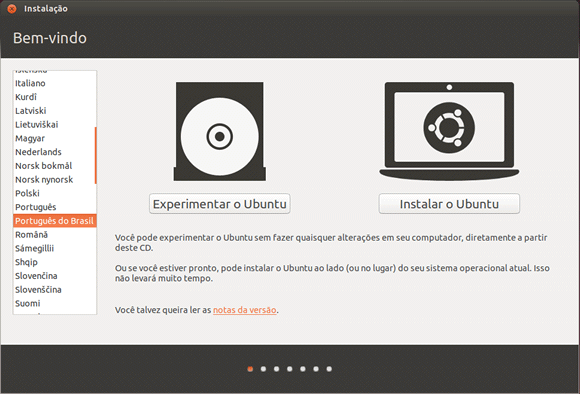 Instalação
Bem-vindo
Italiano
Kurdî
Latviski
Lietuviškai
Magyar
Nederlands
Norsk bokmål
Norsk nynorsk
Polski
Português
Português do Brasil
Română
Sámegillii
Shqip
Slovenčina
Slovenščina
Suomi
Experimentar o Ubuntu
Instalar o Ubuntu
Você pode experimentar o Ubuntu sem fazer quaisquer alterações em seu computador, diretamente a partir
deste CD.
Ou se você estiver pronto, pode instalar o Ubuntu ao lado (ou no lugar) do seu sistema operacional atual. Isso
não levará muito tempo.
Você talvez queira ler as notas da versão.